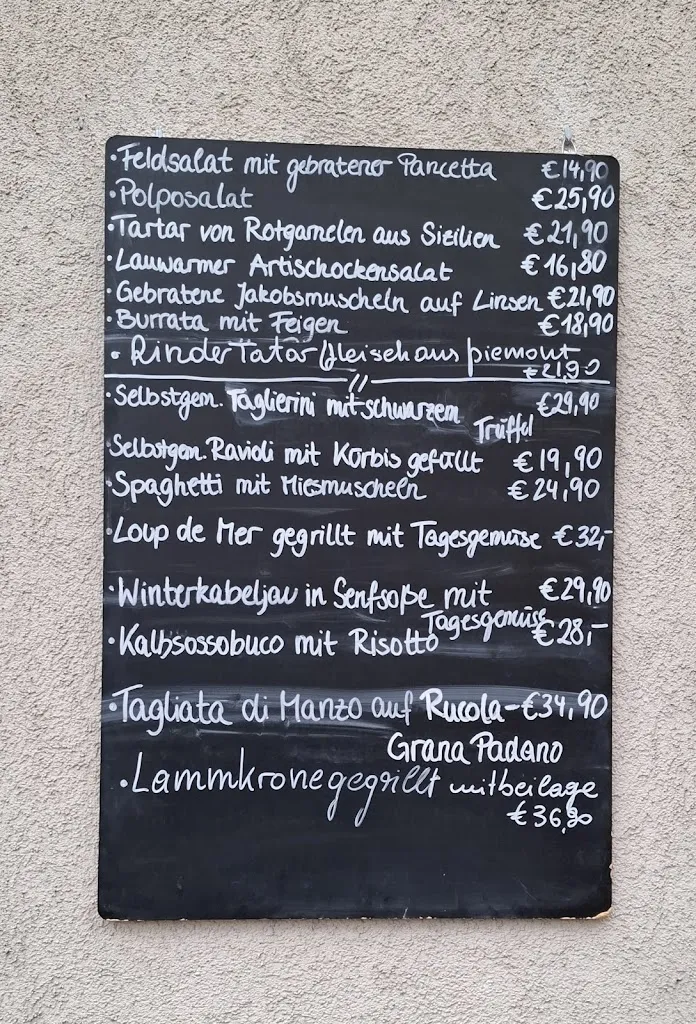 ·Feldsalat mit gebratener Pancetta €14,90
·Polposalat €25,90
·Tartar von Rotgarnelen aus Sizilien €21,90
·Lauwarmer Artischockensalat €16,80
·Gebratene Jakobsmuscheln auf Linsen €21,90
·Burrata mit Feigen €18,90
·RinderTatar fleisch aus piemont
€21,90
//
·Selbstgem. Taglierini mit schwarzem €29,90
Trüffel
Selbstgem. Ravioli mit Kürbis gefüllt €19,90
·Spaghetti mit Miesmuscheln €24,90
·Loup de Mer gegrillt mit Tagesgemüse €32,-
·Winterkabeljau in Senfsoße mit €29,90
Tagesgemüse
·Kalbsossobuco mit Risotto €28,-
·Tagliata di Manzo auf Rucola- €34,90
Grana Padano
·Lammkrone gegrillt mit beilage
€36,90